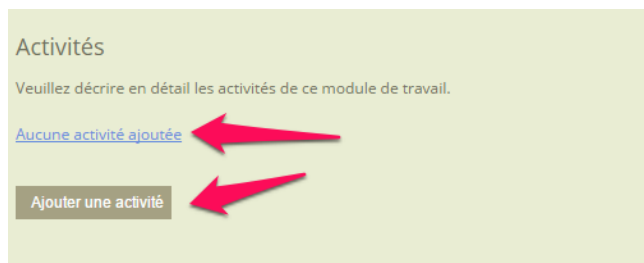 Activités
Veuillez décrire en détail les activités de ce module de travail.
Aucune activité ajoutée
Ajouter une activité